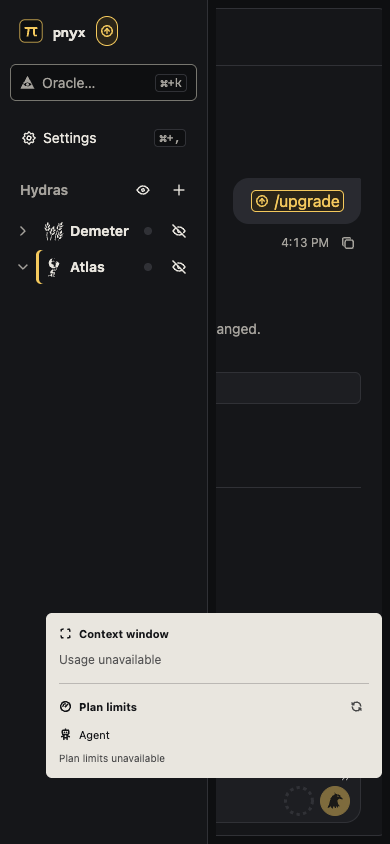 π pnyx
Oracle... ⌘+k
Settings ⌘+,
Hydras
/upgrade
Demeter
4:13 PM
Atlas
anged.
Context window
Usage unavailable
Plan limits
Agent
Plan limits unavailable